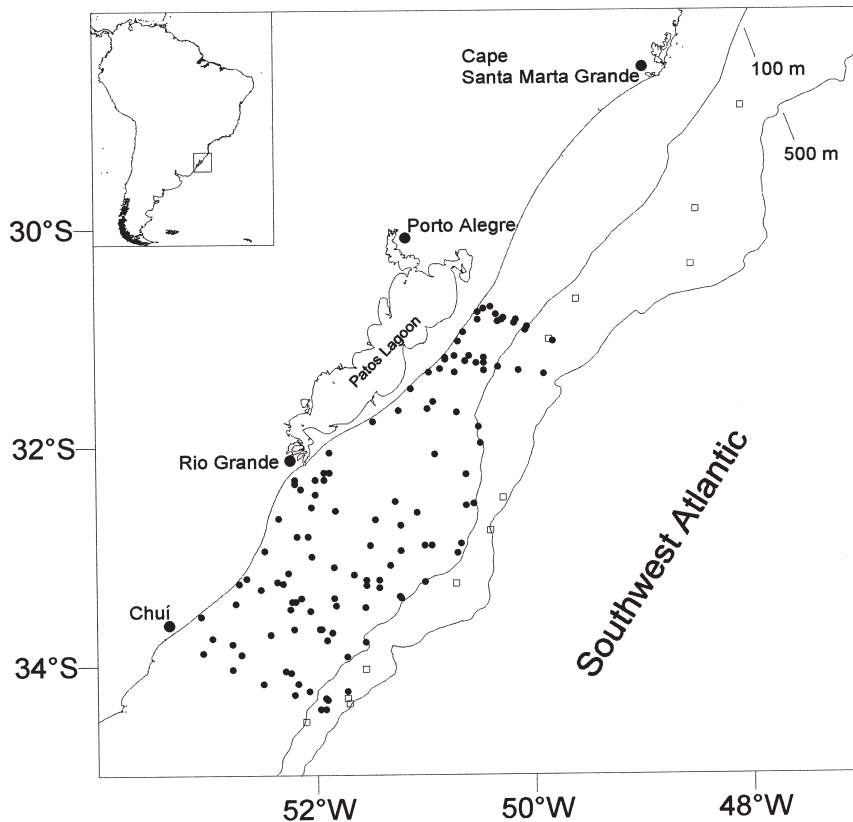 Cape
Santa Marta Grande
100 m
500 m
30°S
Porto Alegre
Patos Lagoon
32°S
Rio Grande
Southwest Atlantic
Chuí
34°S
52°W
50°W
48°W